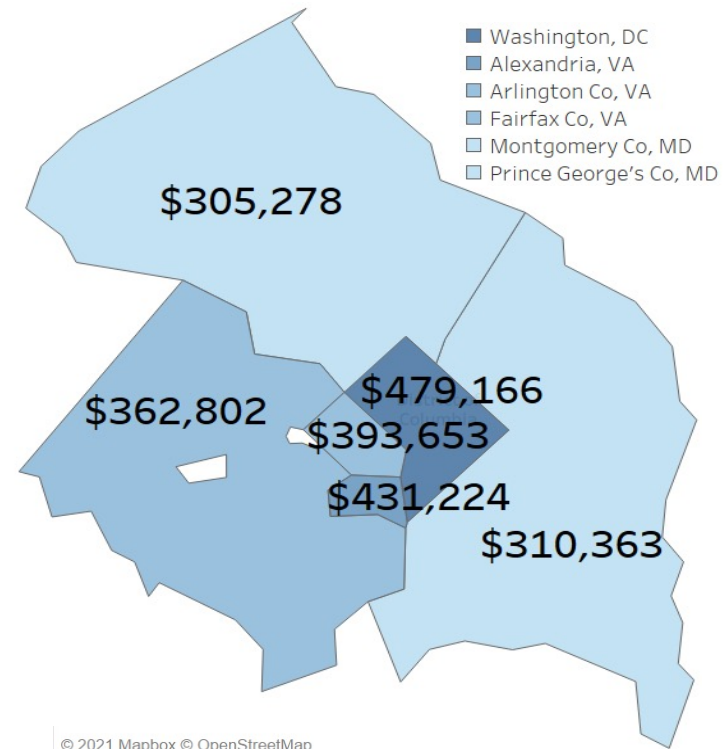 Washington, DC
Alexandria, VA
Arlington Co, VA
Fairfax Co, VA
Montgomery Co, MD
Prince George's Co, MD
$305,278
$479,166
Columbia
$362,802
$393,653
$431,224
$310,363
© 2021 Mapbox © OpenStreetMap